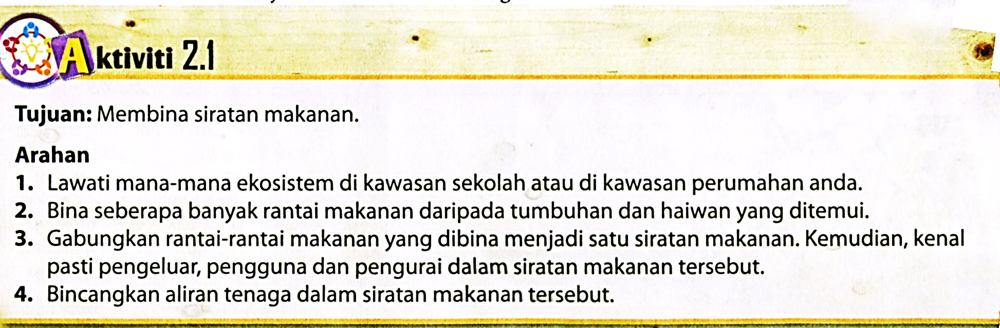 Aktiviti 2.1
Tujuan: Membina siratan makanan.
Arahan
1. Lawati mana-mana ekosistem di kawasan sekolah atau di kawasan perumahan anda.
2. Bina seberapa banyak rantai makanan daripada tumbuhan dan haiwan yang ditemui.
3. Gabungkan rantai-rantai makanan yang dibina menjadi satu siratan makanan. Kemudian, kenal
pasti pengeluar, pengguna dan pengurai dalam siratan makanan tersebut.
4. Bincangkan aliran tenaga dalam siratan makanan tersebut.